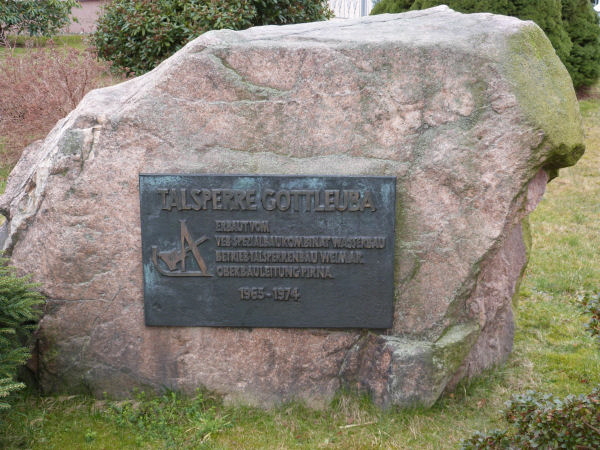 TALSPERRE GOTTLEUBA
ERBAUT VOM
VEB SPEZIALBAUKOMBINAT WASSERBAU
BETRIEB TALSPERRENBAU WEIMAR
OBERBAULEITUNG PIRNA
1965-1974